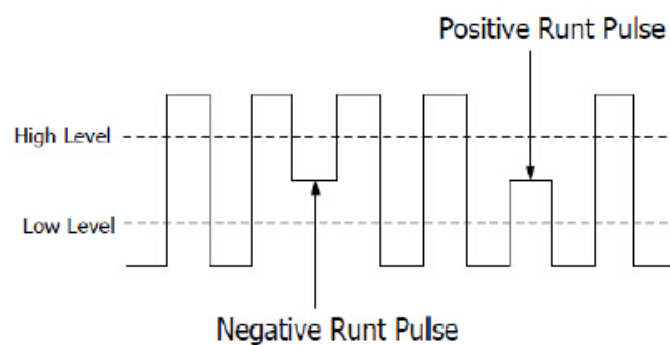 Positive Runt Pulse
High Level
Low Level
Negative Runt Pulse